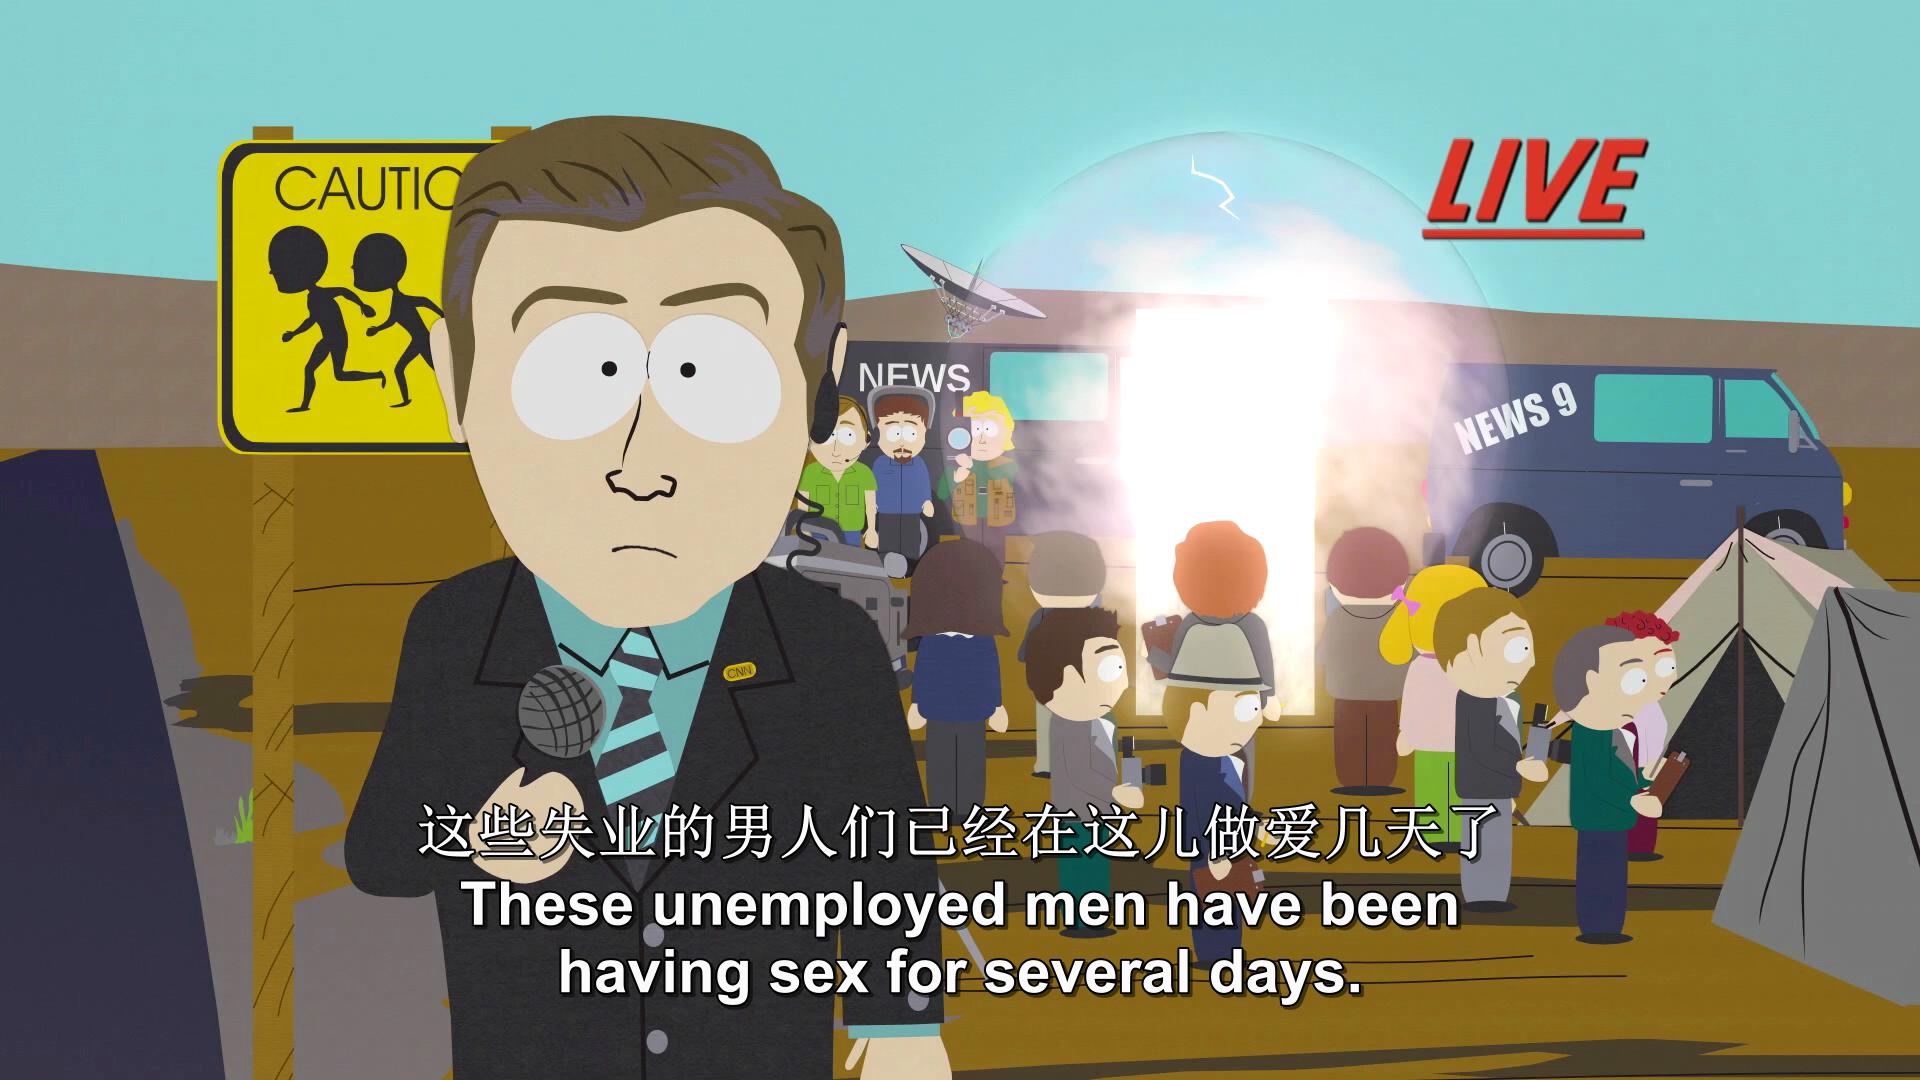 CAUTIO
LIVE
NEWS
NEWS 9
CNN
这些失业的男人们已经在这儿做爱几天了
These unemployed men have been
having sex for several days.